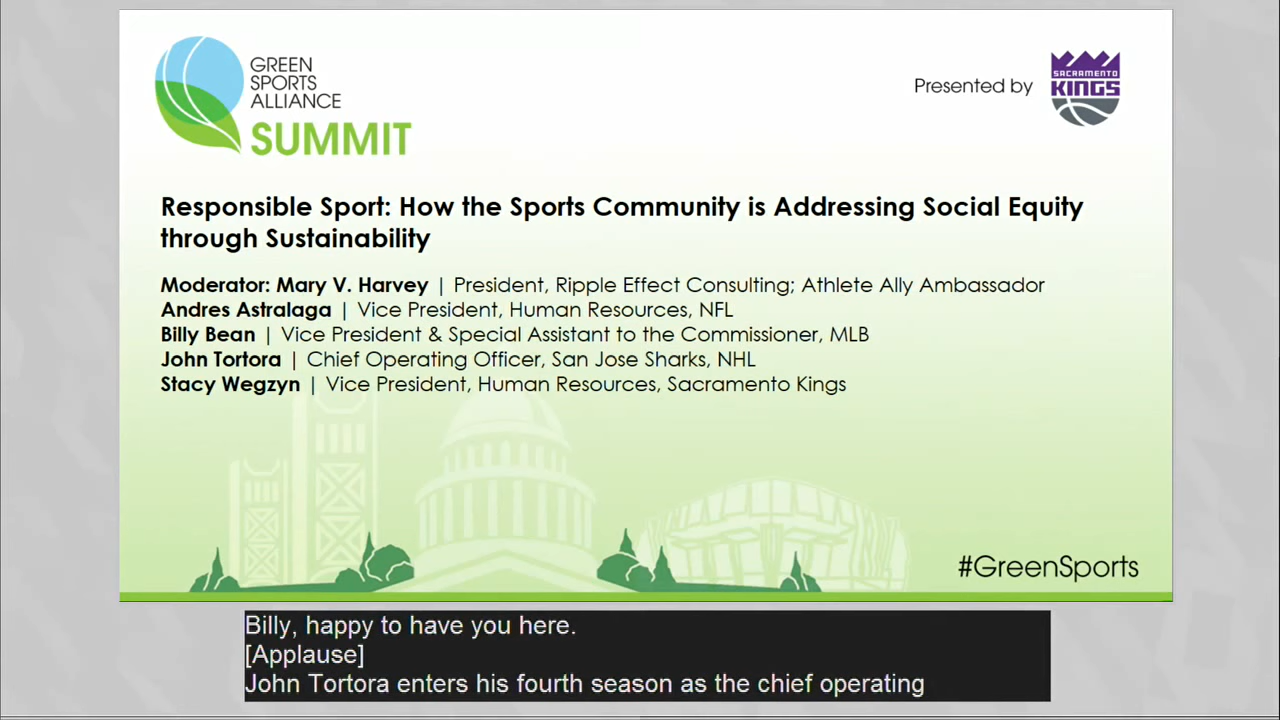 GREEN
SPORTS
ALLIANCE
SUMMIT
Presented by
SACRAMENTO
KINGS
Responsible Sport: How the Sports Community is Addressing Social Equity
through Sustainability
Moderator: Mary V. Harvey | President, Ripple Effect Consulting; Athlete Ally Ambassador
Andres Astralaga | Vice President, Human Resources, NFL
Billy Bean | Vice President & Special Assistant to the Commissioner, MLB
John Tortora | Chief Operating Officer, San Jose Sharks, NHL
Stacy Wegzyn | Vice President, Human Resources, Sacramento Kings
#GreenSports
Billy, happy to have you here.
[Applause]
John Tortora enters his fourth season as the chief operating